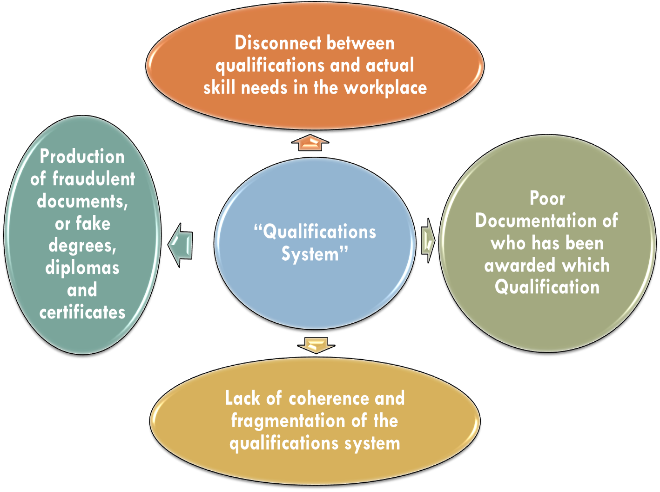 Disconnect between
qualifications and actual
skill needs in the workplace
Production
of fraudulent
documents,
or fake
degrees,
diplomas
and
certificates
“Qualifications
System”
Poor
Documentation of
who has been
awarded which
Qualification
Lack of coherence and
fragmentation of the
qualifications system